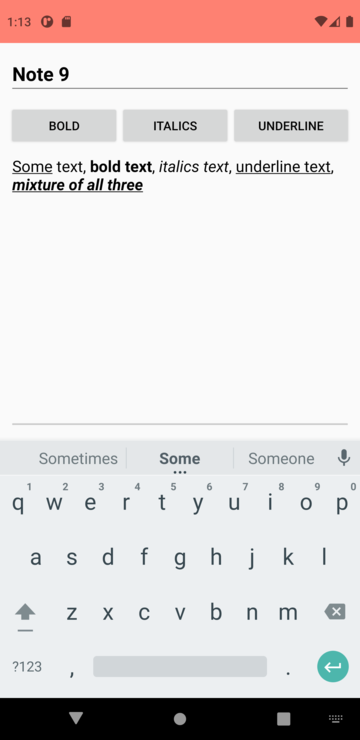 1:13
Note 9
BOLD ITALICS UNDERLINE
Some text, bold text, italics text, underline text,
mixture of all three
Sometimes Some Someone
1 2 3 4 5 6 7 8 9 0
q w e r t y u i o p
a s d f g h j k l
z x c v b n m
?123 , .